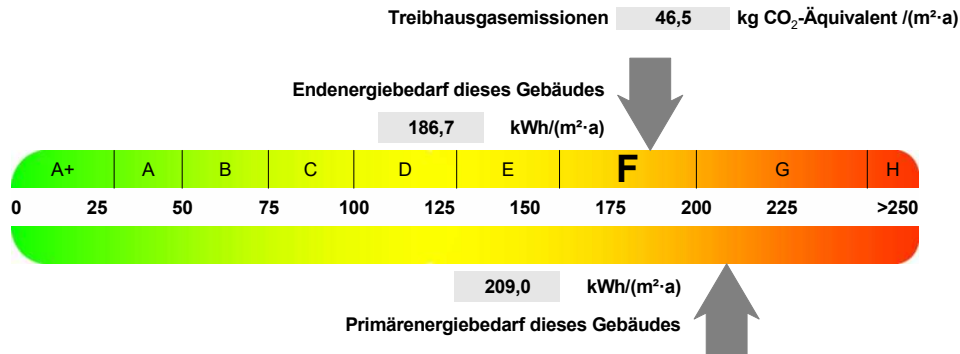 Treibhausgasemissionen 46,5 kg CO₂-Äquivalent /(m²·a)
Endenergiebedarf dieses Gebäudes
186,7 kWh/(m²·a)
A+ A B C D E F G H
0 25 50 75 100 125 150 175 200 225 >250
209,0 kWh/(m²·a)
Primärenergiebedarf dieses Gebäudes